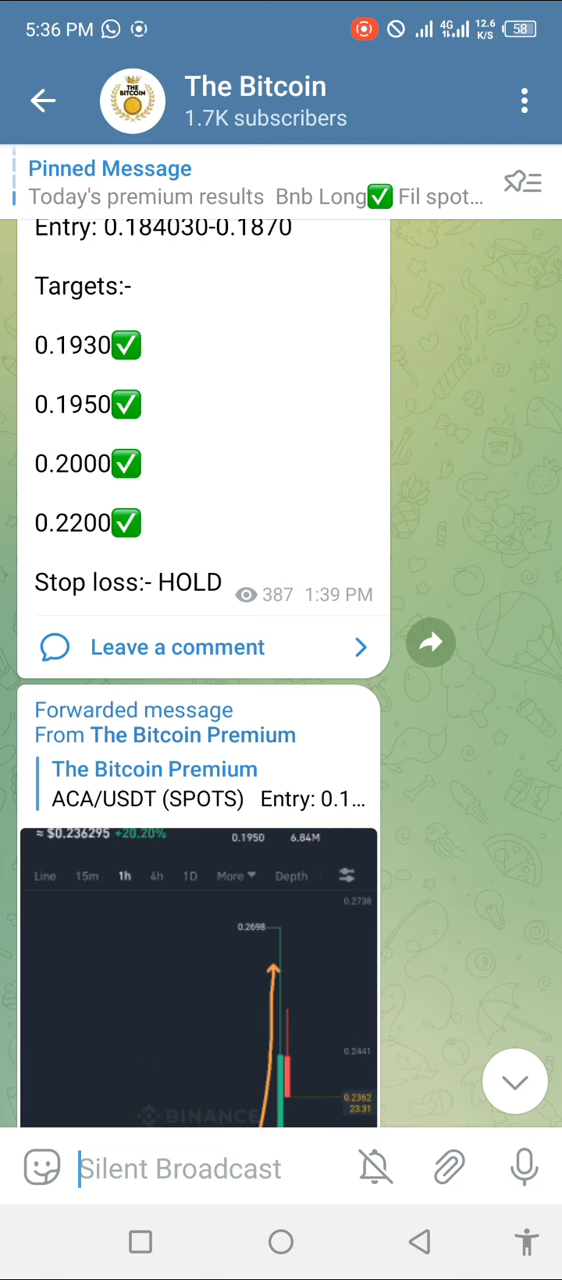 5:36 PM
4G
12.6
K/S
58
THE
BITCOIN
The Bitcoin
1.7K subscribers
Pinned Message
Today's premium results Bnb Long✅ Fil spot...
Entry: 0.184030-0.1870
Targets:-
0.1930✅
0.1950✅
0.2000✅
0.2200✅
Stop loss:- HOLD
387 1:39 PM
Leave a comment
Forwarded message
From The Bitcoin Premium
The Bitcoin Premium
ACA/USDT (SPOTS) Entry: 0.1...
≈ $0.236295 +20.20%
0.1950 6.84M
Line 15m 1h 4h 1D More Depth
0.2738
0.2698
0.2441
0.2362
23:31
BINANCE
Silent Broadcast